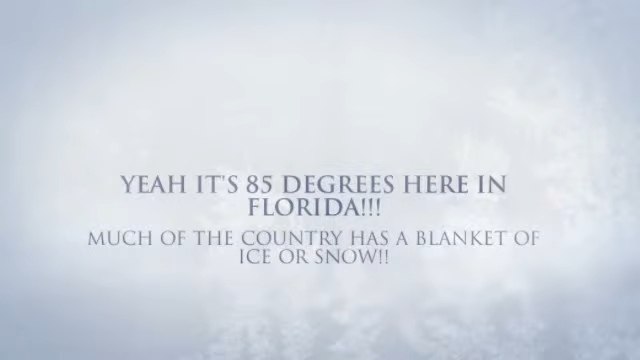 YEAH IT'S 85 DEGREES HERE IN
FLORIDA!!!
MUCH OF THE COUNTRY HAS A BLANKET OF
ICE OR SNOW!!